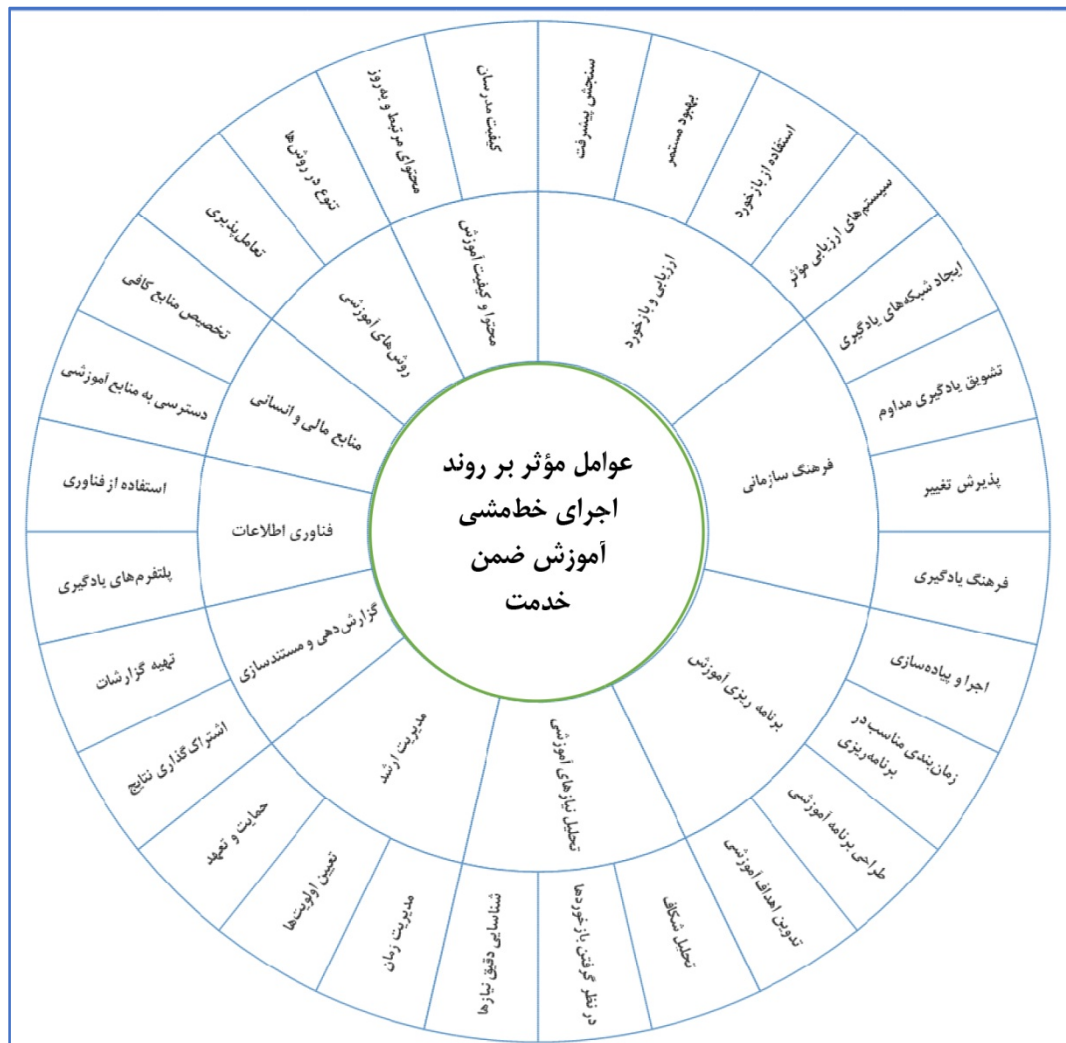 عوامل مؤثر بر روند
اجرای خط‌مشی
آموزش ضمن
خدمت
ارزیابی و بازخورد
سنجش پیشرفت
بهبود مستمر
استفاده از بازخورد
سیستم‌های ارزیابی مؤثر
فرهنگ سازمانی
ایجاد شبکه‌های یادگیری
تشویق یادگیری مداوم
پذیرش تغییر
فرهنگ یادگیری
برنامه ریزی آموزش
اجرا و پیاده‌سازی
زمان‌بندی مناسب در
برنامه‌ریزی
طراحی برنامه آموزشی
تدوین اهداف آموزشی
تحلیل نیازهای آموزشی
تحلیل شکاف
در نظر گرفتن بازخوردها
شناسایی دقیق نیازها
مدیریت ارشد
مدیریت زمان
تعیین اولویت‌ها
حمایت و تعهد
گزارش‌دهی و مستندسازی
اشتراک‌گذاری نتایج
تهیه گزارشات
فناوری اطلاعات
پلتفرم‌های یادگیری
استفاده از فناوری
منابع مالی و انسانی
دسترسی به منابع آموزشی
تخصیص منابع کافی
روش‌های آموزشی
تعامل‌پذیری
تنوع در روش‌ها
محتوا و کیفیت آموزش
محتوای مرتبط و به‌روز
کیفیت مدرسان